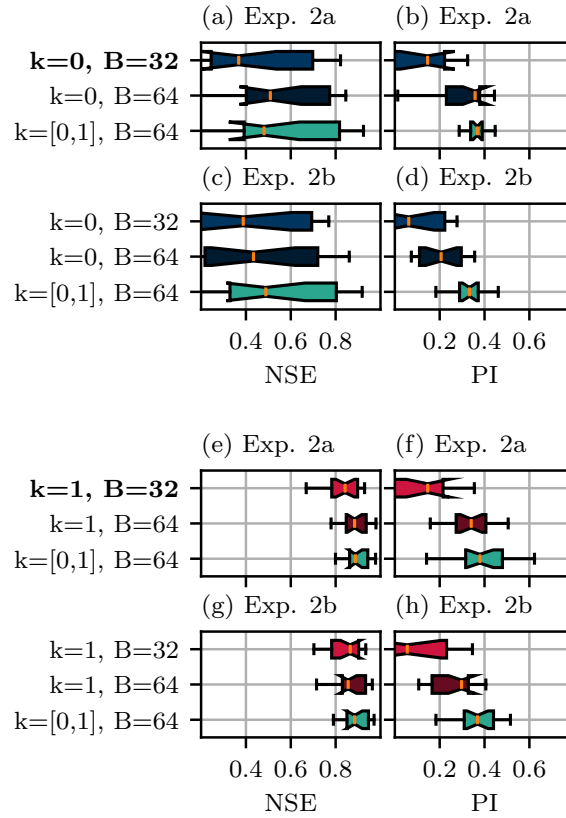 (a) Exp. 2a
(b) Exp. 2a
k=0, B=32
k=0, B=64
k=[0,1], B=64
(c) Exp. 2b
(d) Exp. 2b
k=0, B=32
k=0, B=64
k=[0,1], B=64
0.4 0.6 0.8
0.2 0.4 0.6
NSE
PI
(e) Exp. 2a
(f) Exp. 2a
k=1, B=32
k=1, B=64
k=[0,1], B=64
(g) Exp. 2b
(h) Exp. 2b
k=1, B=32
k=1, B=64
k=[0,1], B=64
0.4 0.6 0.8
0.2 0.4 0.6
NSE
PI